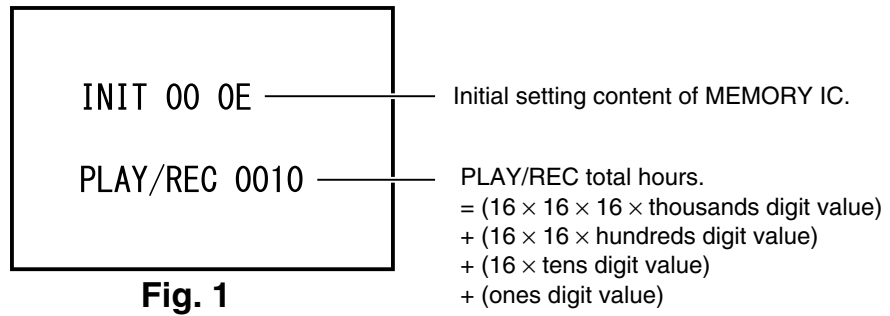 INIT 00 0E
Initial setting content of MEMORY IC.
PLAY/REC 0010
PLAY/REC total hours.
= (16 × 16 × 16 × thousands digit value)
+ (16 × 16 × hundreds digit value)
+ (16 × tens digit value)
+ (ones digit value)
Fig. 1